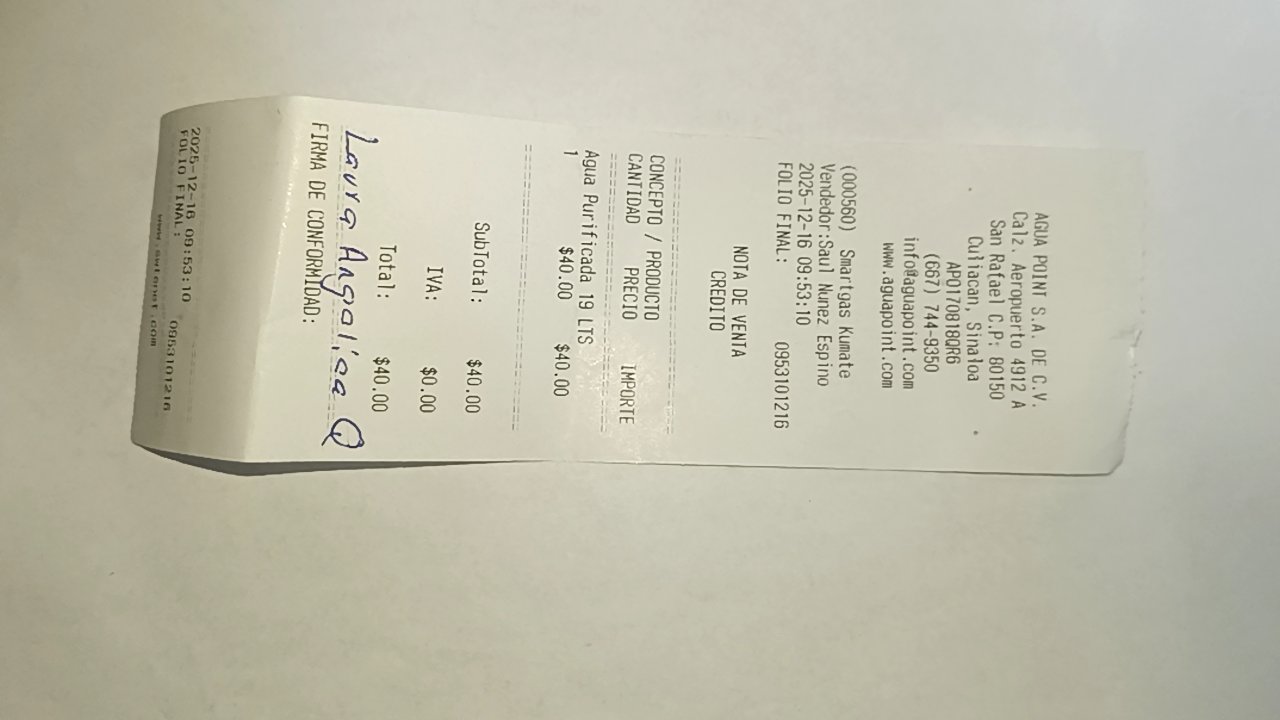 AGUA POINT S.A. DE C.V.
Calz. Aeropuerto 4912 A
San Rafael C.P: 80150
Culiacan, Sinaloa
APO170818QR6
(667) 744-9350
info@aguapoint.com
www.aguapoint.com
(000560) Smartgas Kumate
Vendedor:Saul Nunez Espino
2025-12-16 09:53:10
FOLIO FINAL: 0953101216
NOTA DE VENTA
CREDITO
CONCEPTO / PRODUCTO
CANTIDAD PRECIO IMPORTE
Agua Purificada 19 LTS
1 $40.00 $40.00
SubTotal: $40.00
IVA: $0.00
Total: $40.00
Laura Angelica Q
FIRMA DE CONFORMIDAD:
2025-12-16 09:53:10
FOLIO FINAL: 0953101216